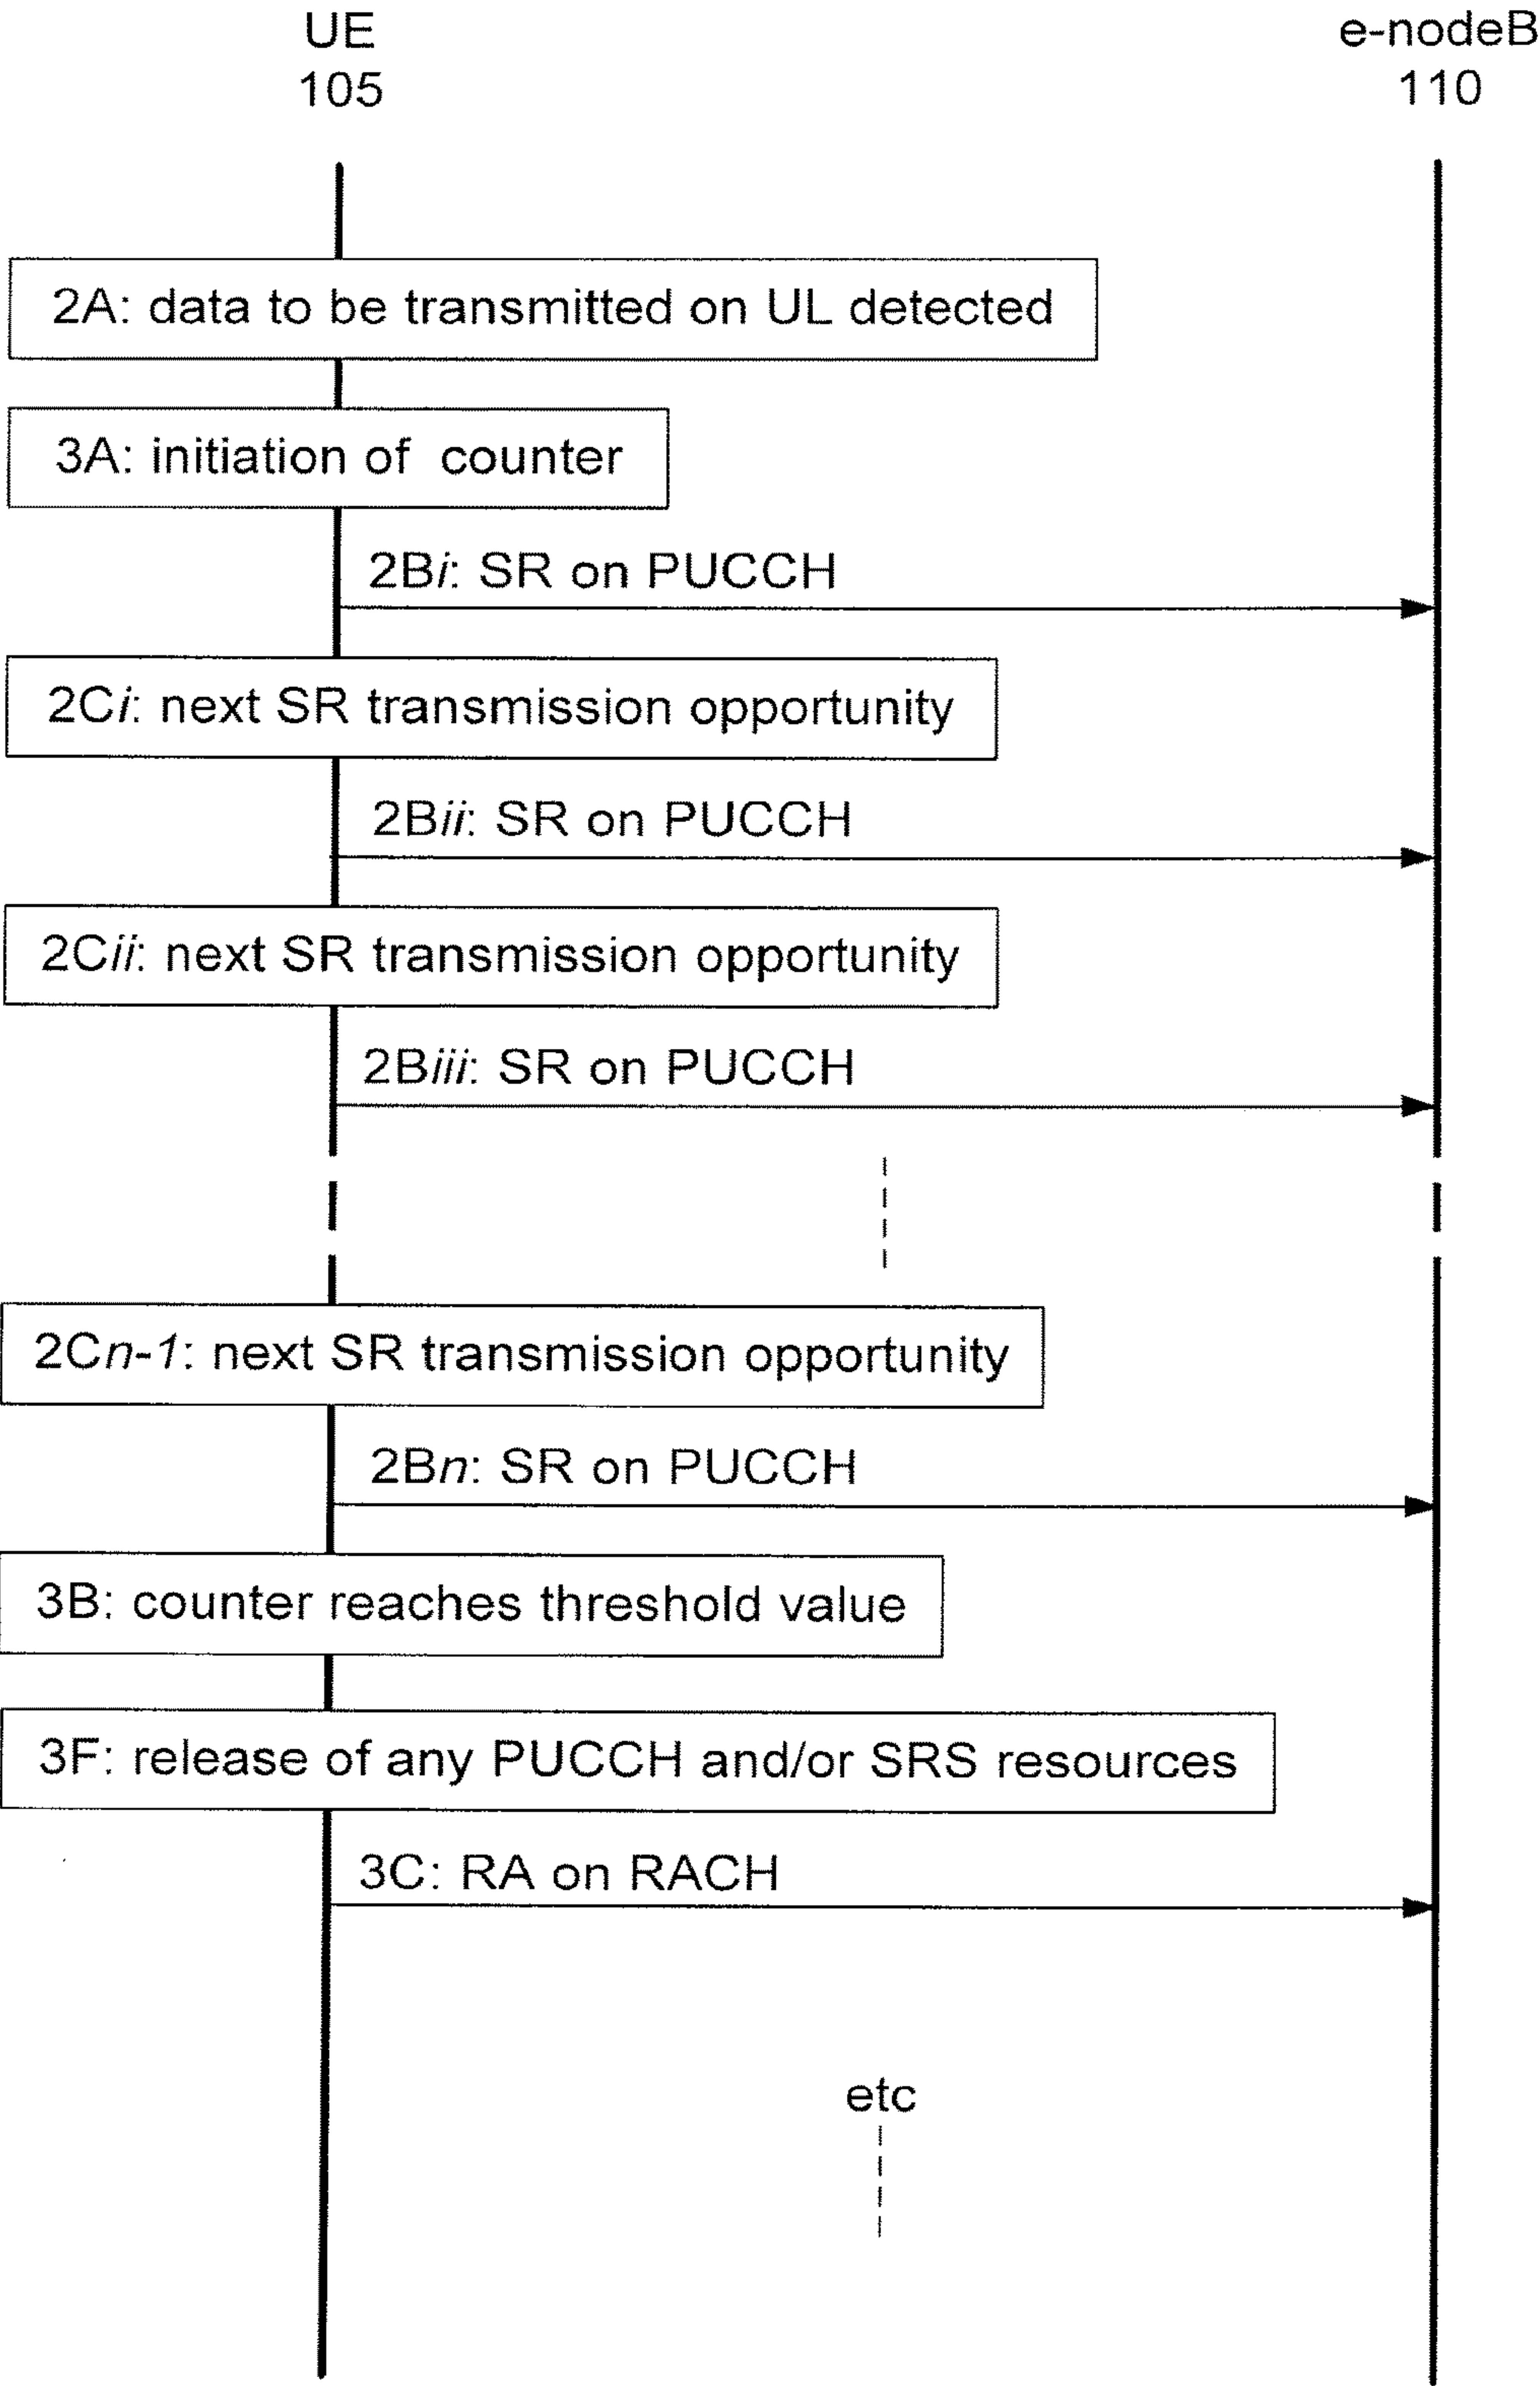 UE
105
e-nodeB
110
2A: data to be transmitted on UL detected
3A: initiation of counter
2Bi: SR on PUCCH
2Ci: next SR transmission opportunity
2Bii: SR on PUCCH
2Cii: next SR transmission opportunity
2Biii: SR on PUCCH
2Cn-1: next SR transmission opportunity
2Bn: SR on PUCCH
3B: counter reaches threshold value
3F: release of any PUCCH and/or SRS resources
3C: RA on RACH
etc